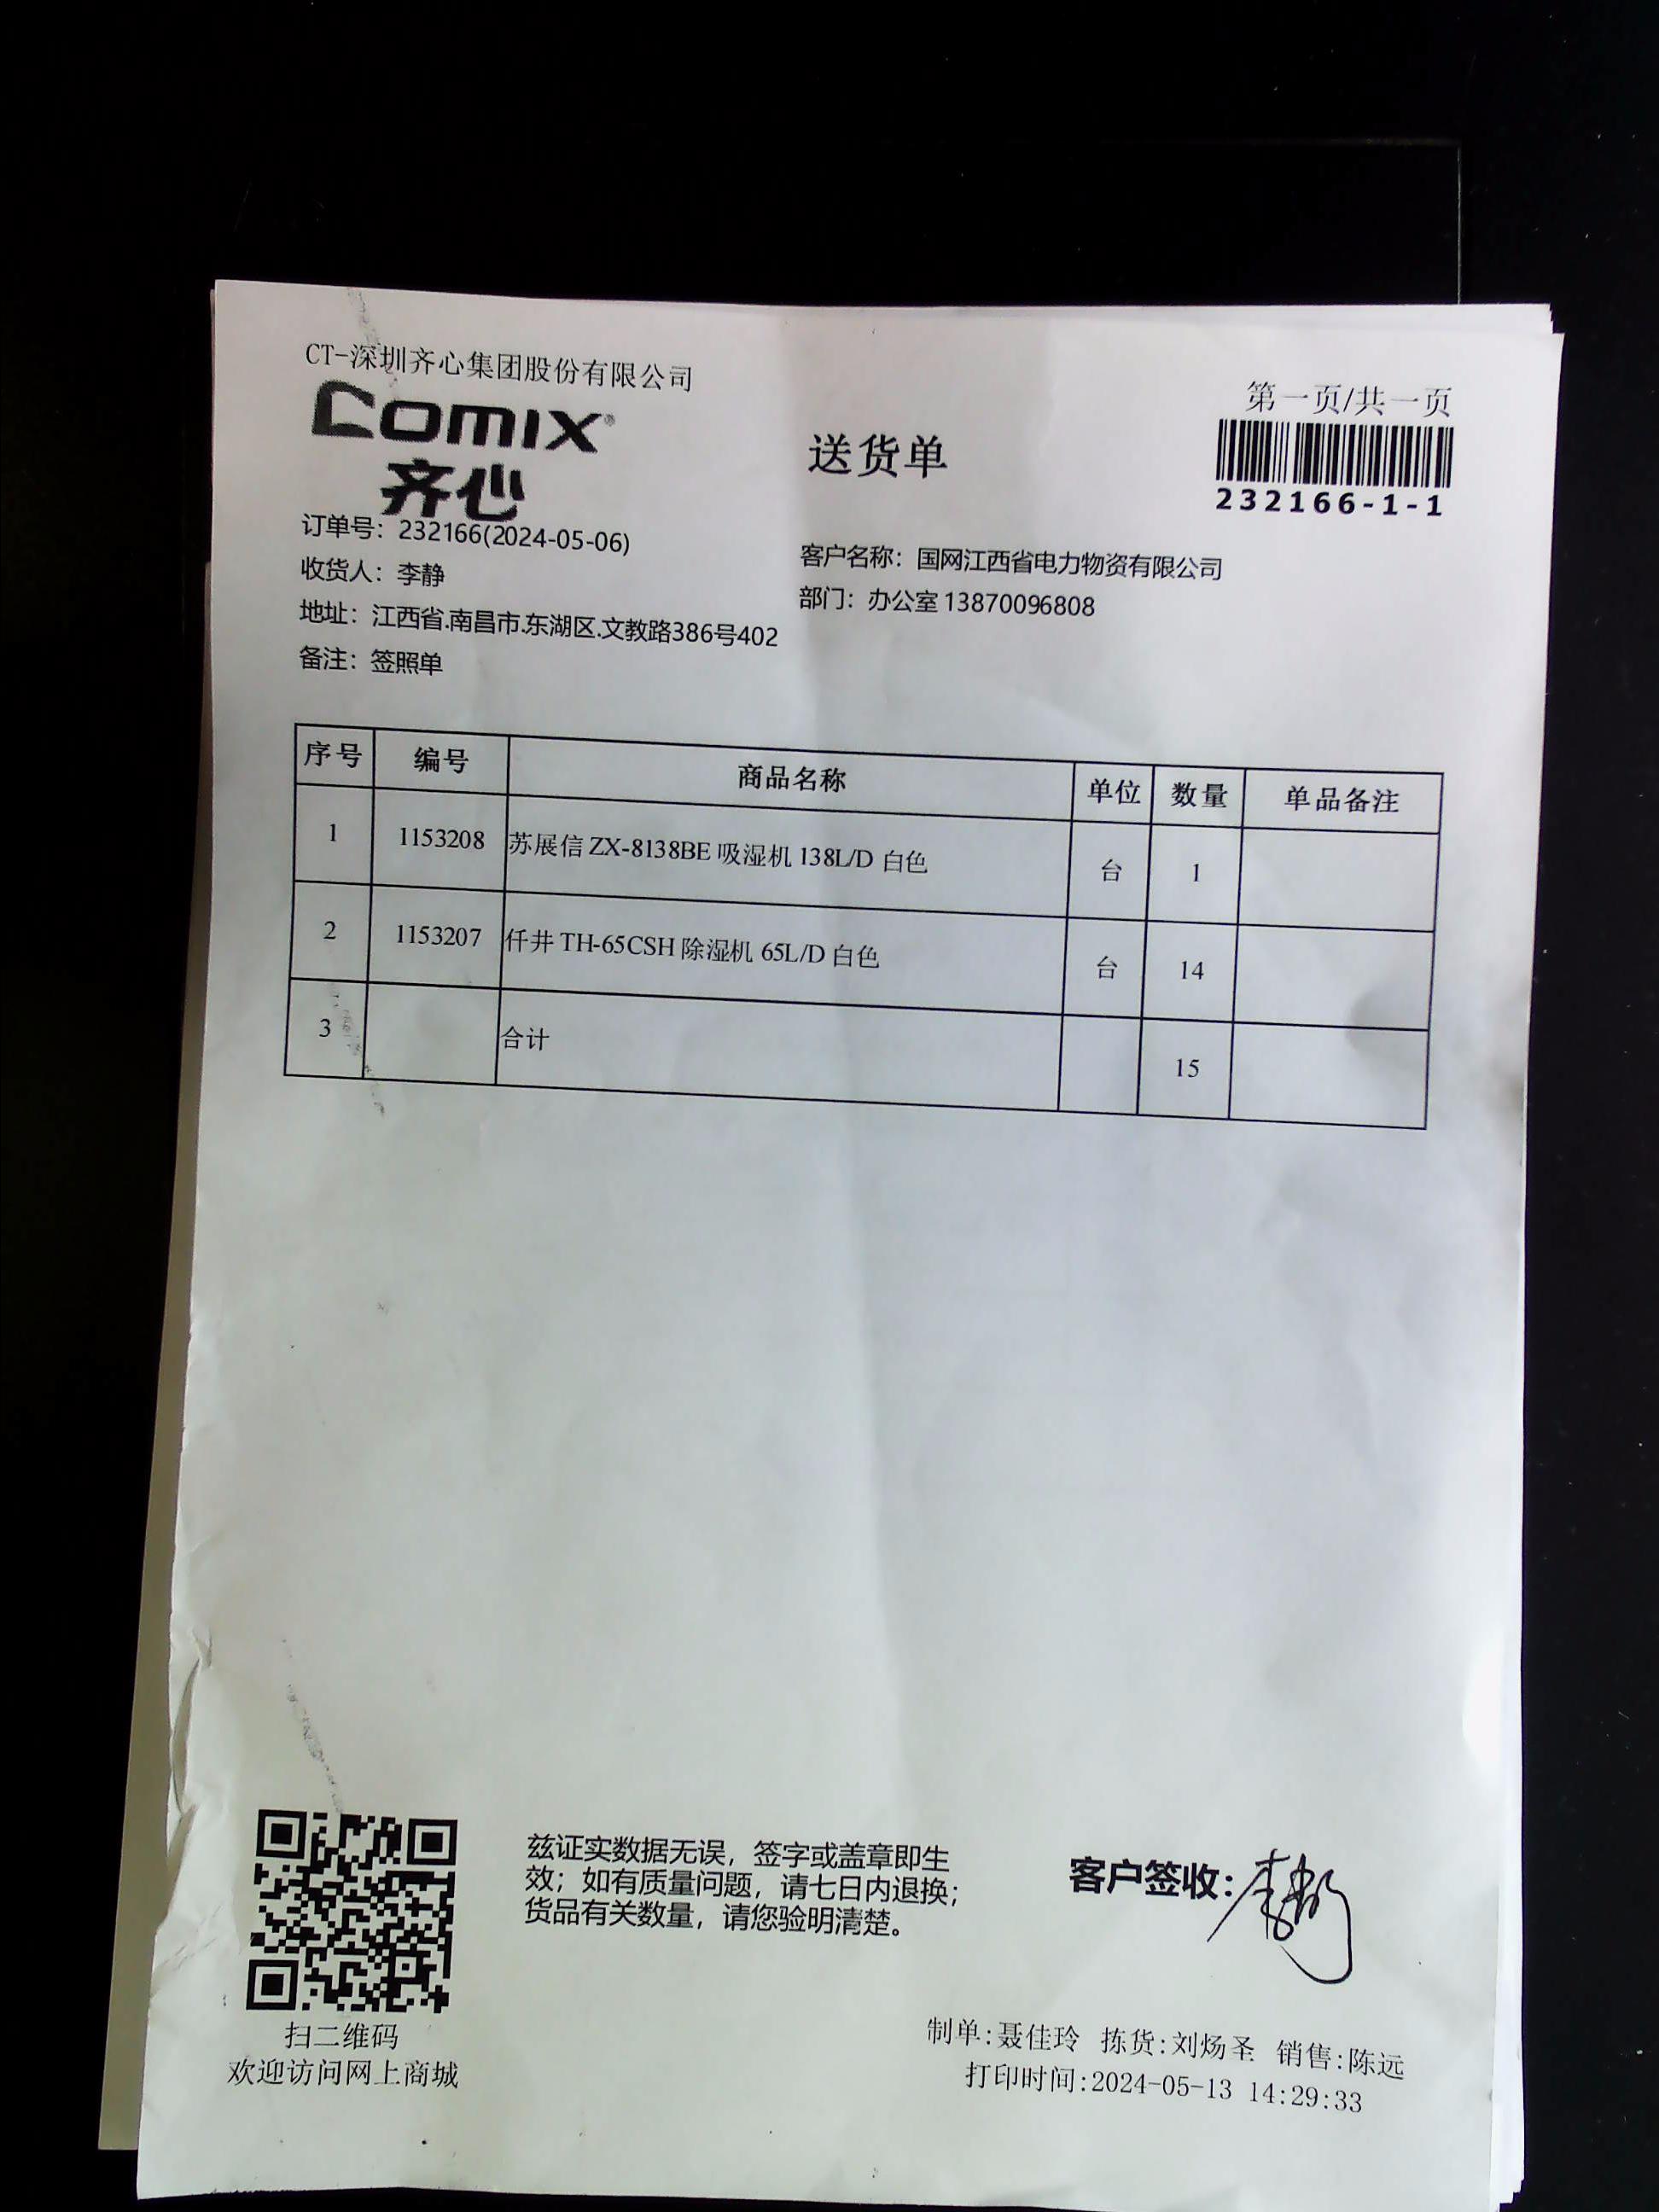 CT-深圳齐心集团股份有限公司
comix
齐心
送货单
第一页/共一页
232166-1-1
订单号：232166(2024-05-06)
收货人：李静
客户名称：国网江西省电力物资有限公司
地址：江西省.南昌市.东湖区.文教路386号402
部门：办公室 13870096808
备注：签照单
序号 编号 商品名称 单位 数量 单品备注
1 1153208 苏展信 ZX-8138BE 吸湿机 138L/D 白色 台 1
2 1153207 仟井 TH-65CSH 除湿机 65L/D 白色 台 14
3 合计 15
兹证实数据无误，签字或盖章即生
效；如有质量问题，请七日内退换；
货品有关数量，请您验明清楚。
客户签收:李静
扫二维码
欢迎访问网上商城
制单:聂佳玲 拣货:刘炀圣 销售:陈远
打印时间:2024-05-13 14:29:33